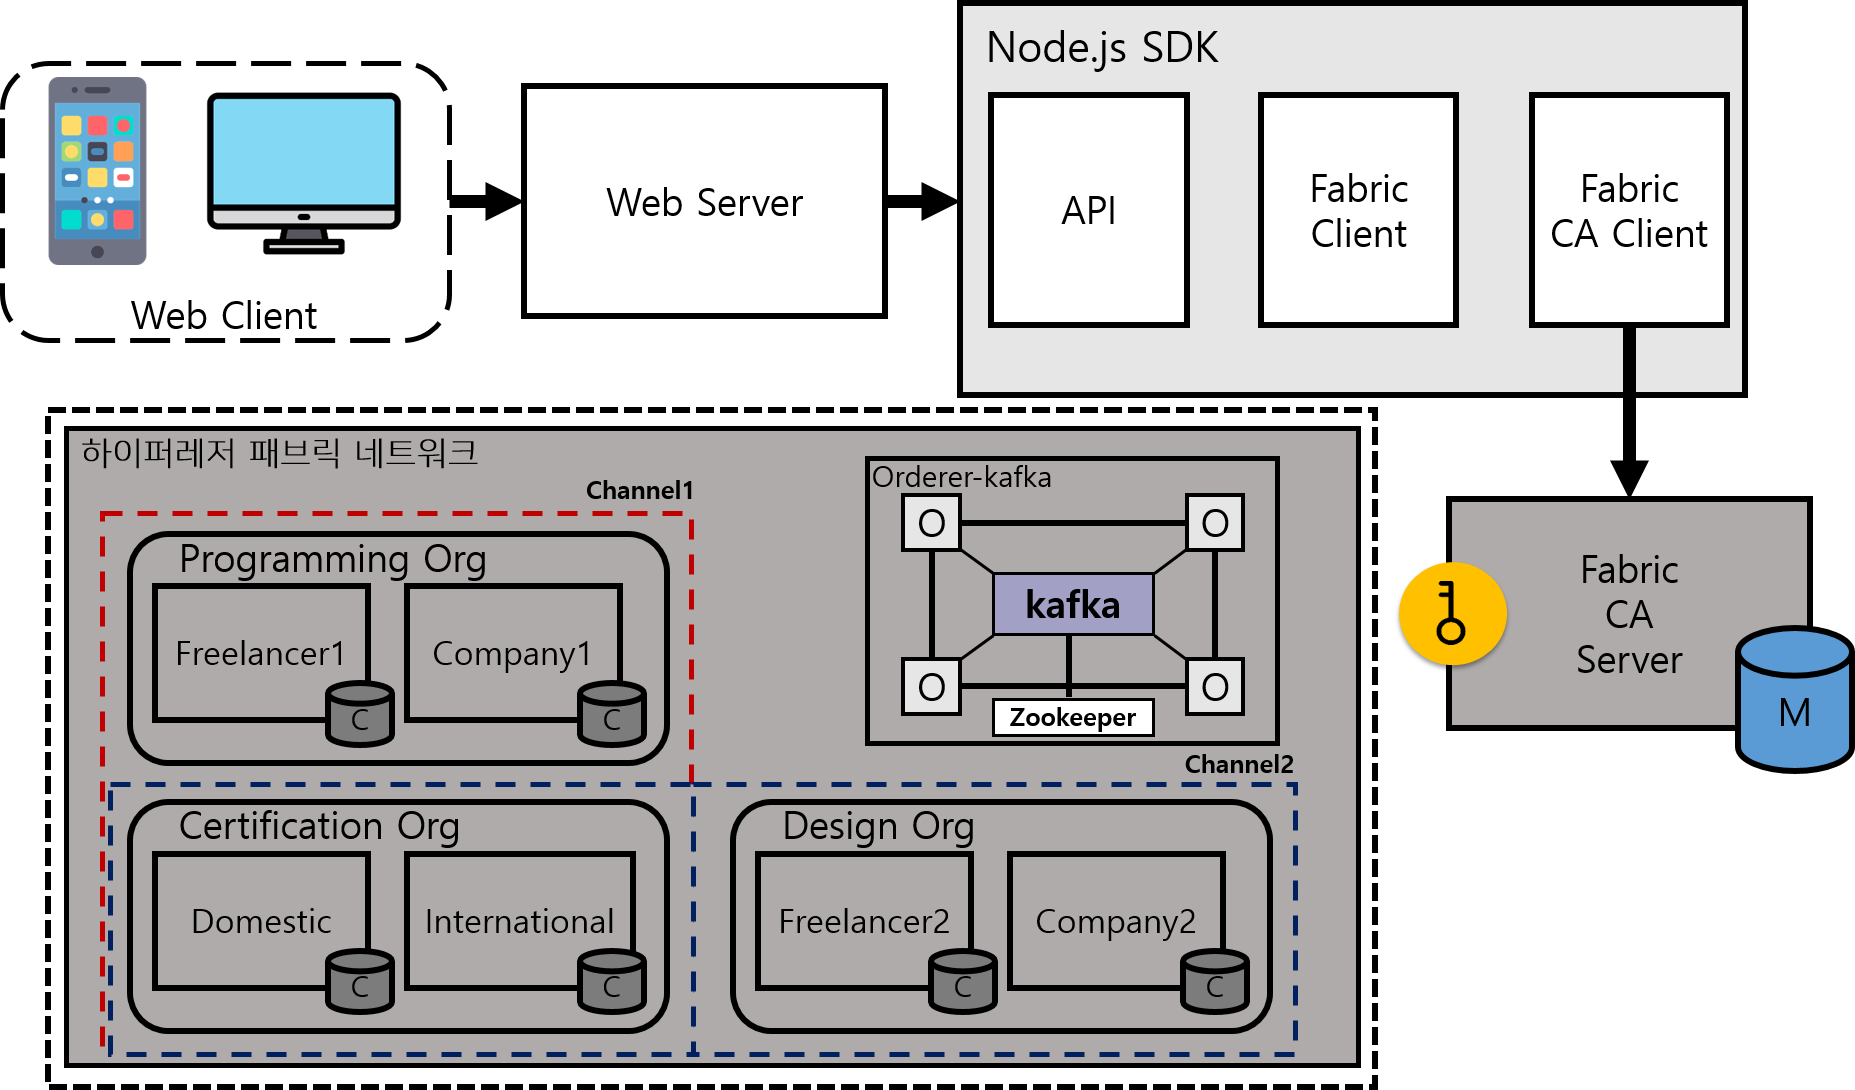 Node.js SDK
Web Client
Web Server
API
Fabric
Client
Fabric
CA Client
하이퍼레저 패브릭 네트워크
Channel1
Programming Org
Freelancer1
C
Company1
C
Orderer-kafka
O
O
kafka
O
O
Zookeeper
Fabric
CA
Server
M
Channel2
Certification Org
Domestic
C
International
C
Design Org
Freelancer2
C
Company2
C